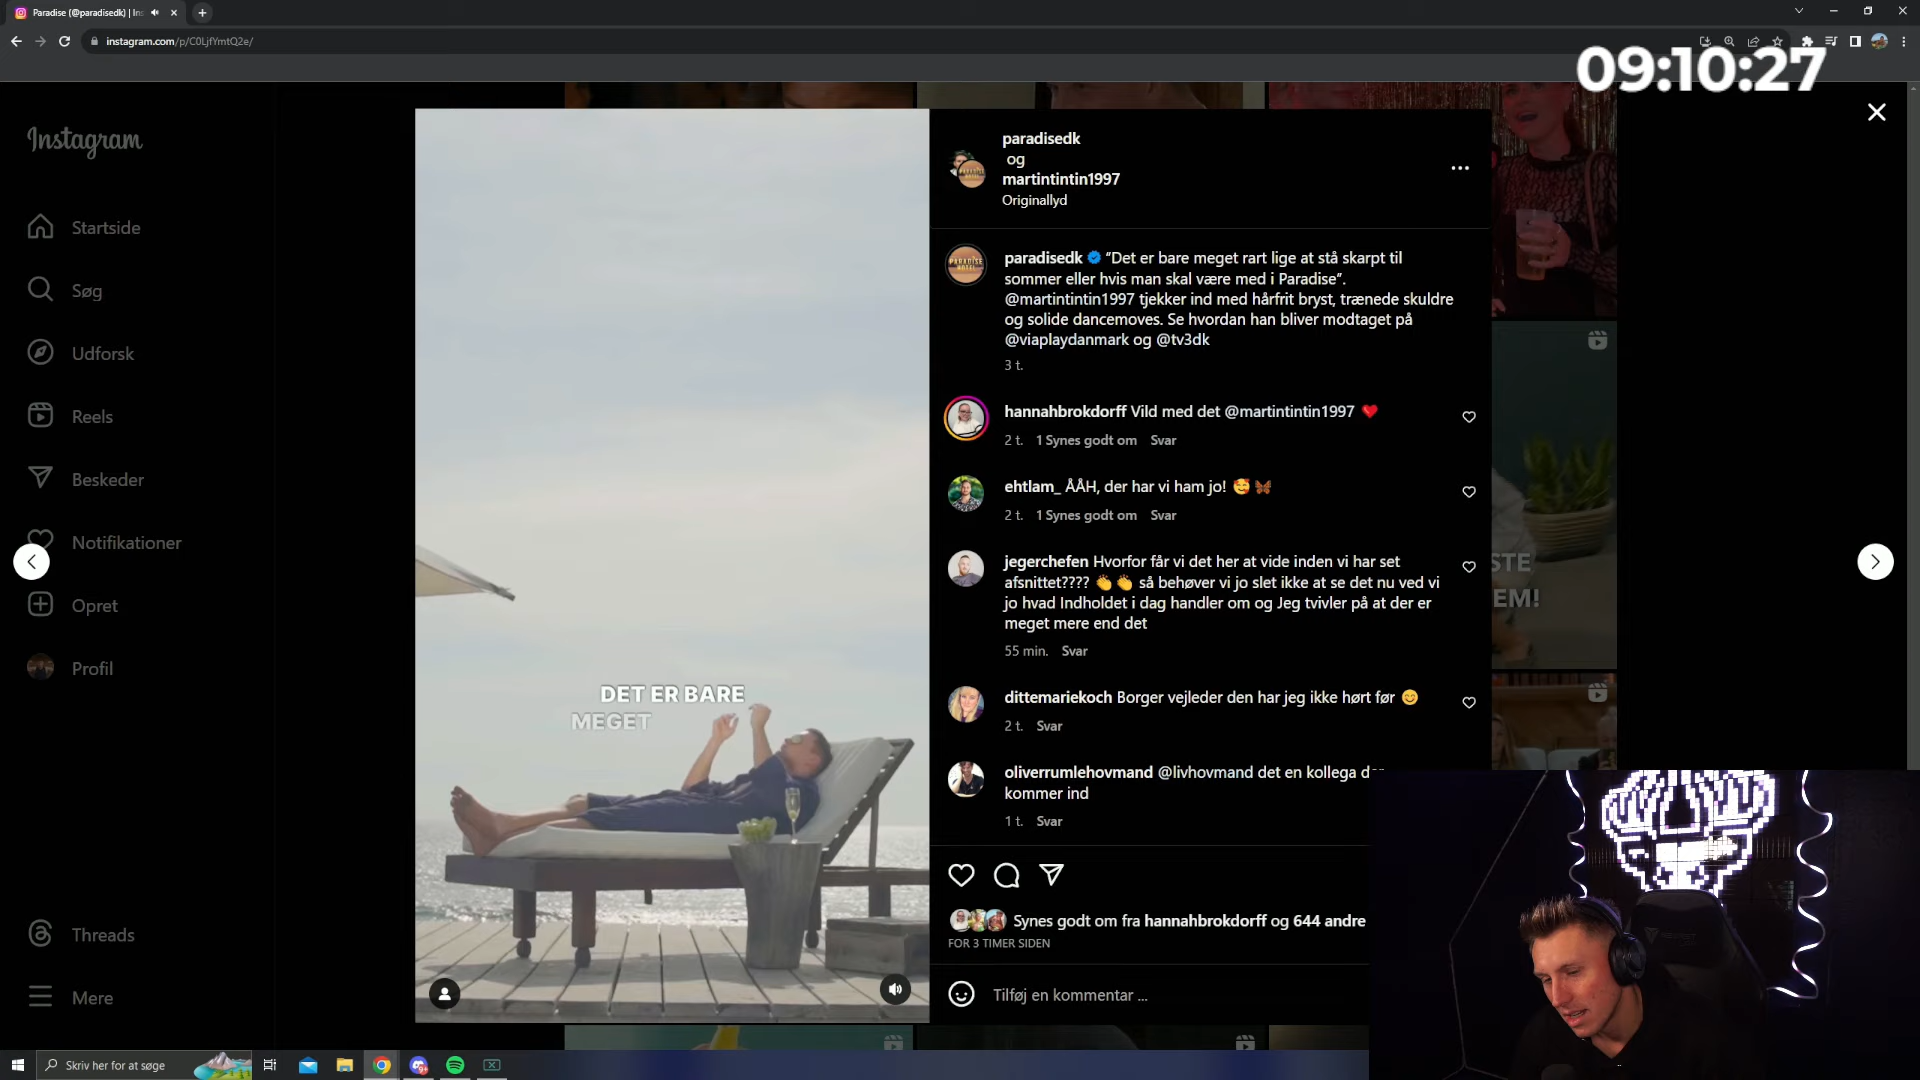 Paradise (@paradisedk) | In
instagram.com/p/C0LjfYmtQ2e/
09:10:27
Instagram
Startside
Søg
Udforsk
Reels
Beskeder
Notifikationer
Opret
Profil
Threads
Mere
DET ER BARE
MEGET
paradisedk
og
martintintin1997
Originallyd
paradisedk "Det er bare meget rart lige at stå skarpt til
sommer eller hvis man skal være med i Paradise".
@martintintin1997 tjekker ind med hårfrit bryst, trænede skuldre
og solide dancemoves. Se hvordan han bliver modtaget på
@viaplaydanmark og @tv3dk
3 t.
hannahbrokdorff Vild med det @martintintin1997 ❤️
2 t. 1 Synes godt om Svar
ehtlam_ ÅÅH, der har vi ham jo! 🥰🦋
2 t. 1 Synes godt om Svar
jegerchefen Hvorfor får vi det her at vide inden vi har set
afsnittet???? 👏 👏 så behøver vi jo slet ikke at se det nu ved vi
jo hvad Indholdet i dag handler om og Jeg tvivler på at der er
meget mere end det
55 min. Svar
dittemariekoch Borger vejleder den har jeg ikke hørt før 😊
2 t. Svar
oliverrumlehovmand @livhovmand det en kollega der
kommer ind
1 t. Svar
Synes godt om fra hannahbrokdorff og 644 andre
FOR 3 TIMER SIDEN
Tilføj en kommentar ...
STE
EM!
Skriv her for at søge